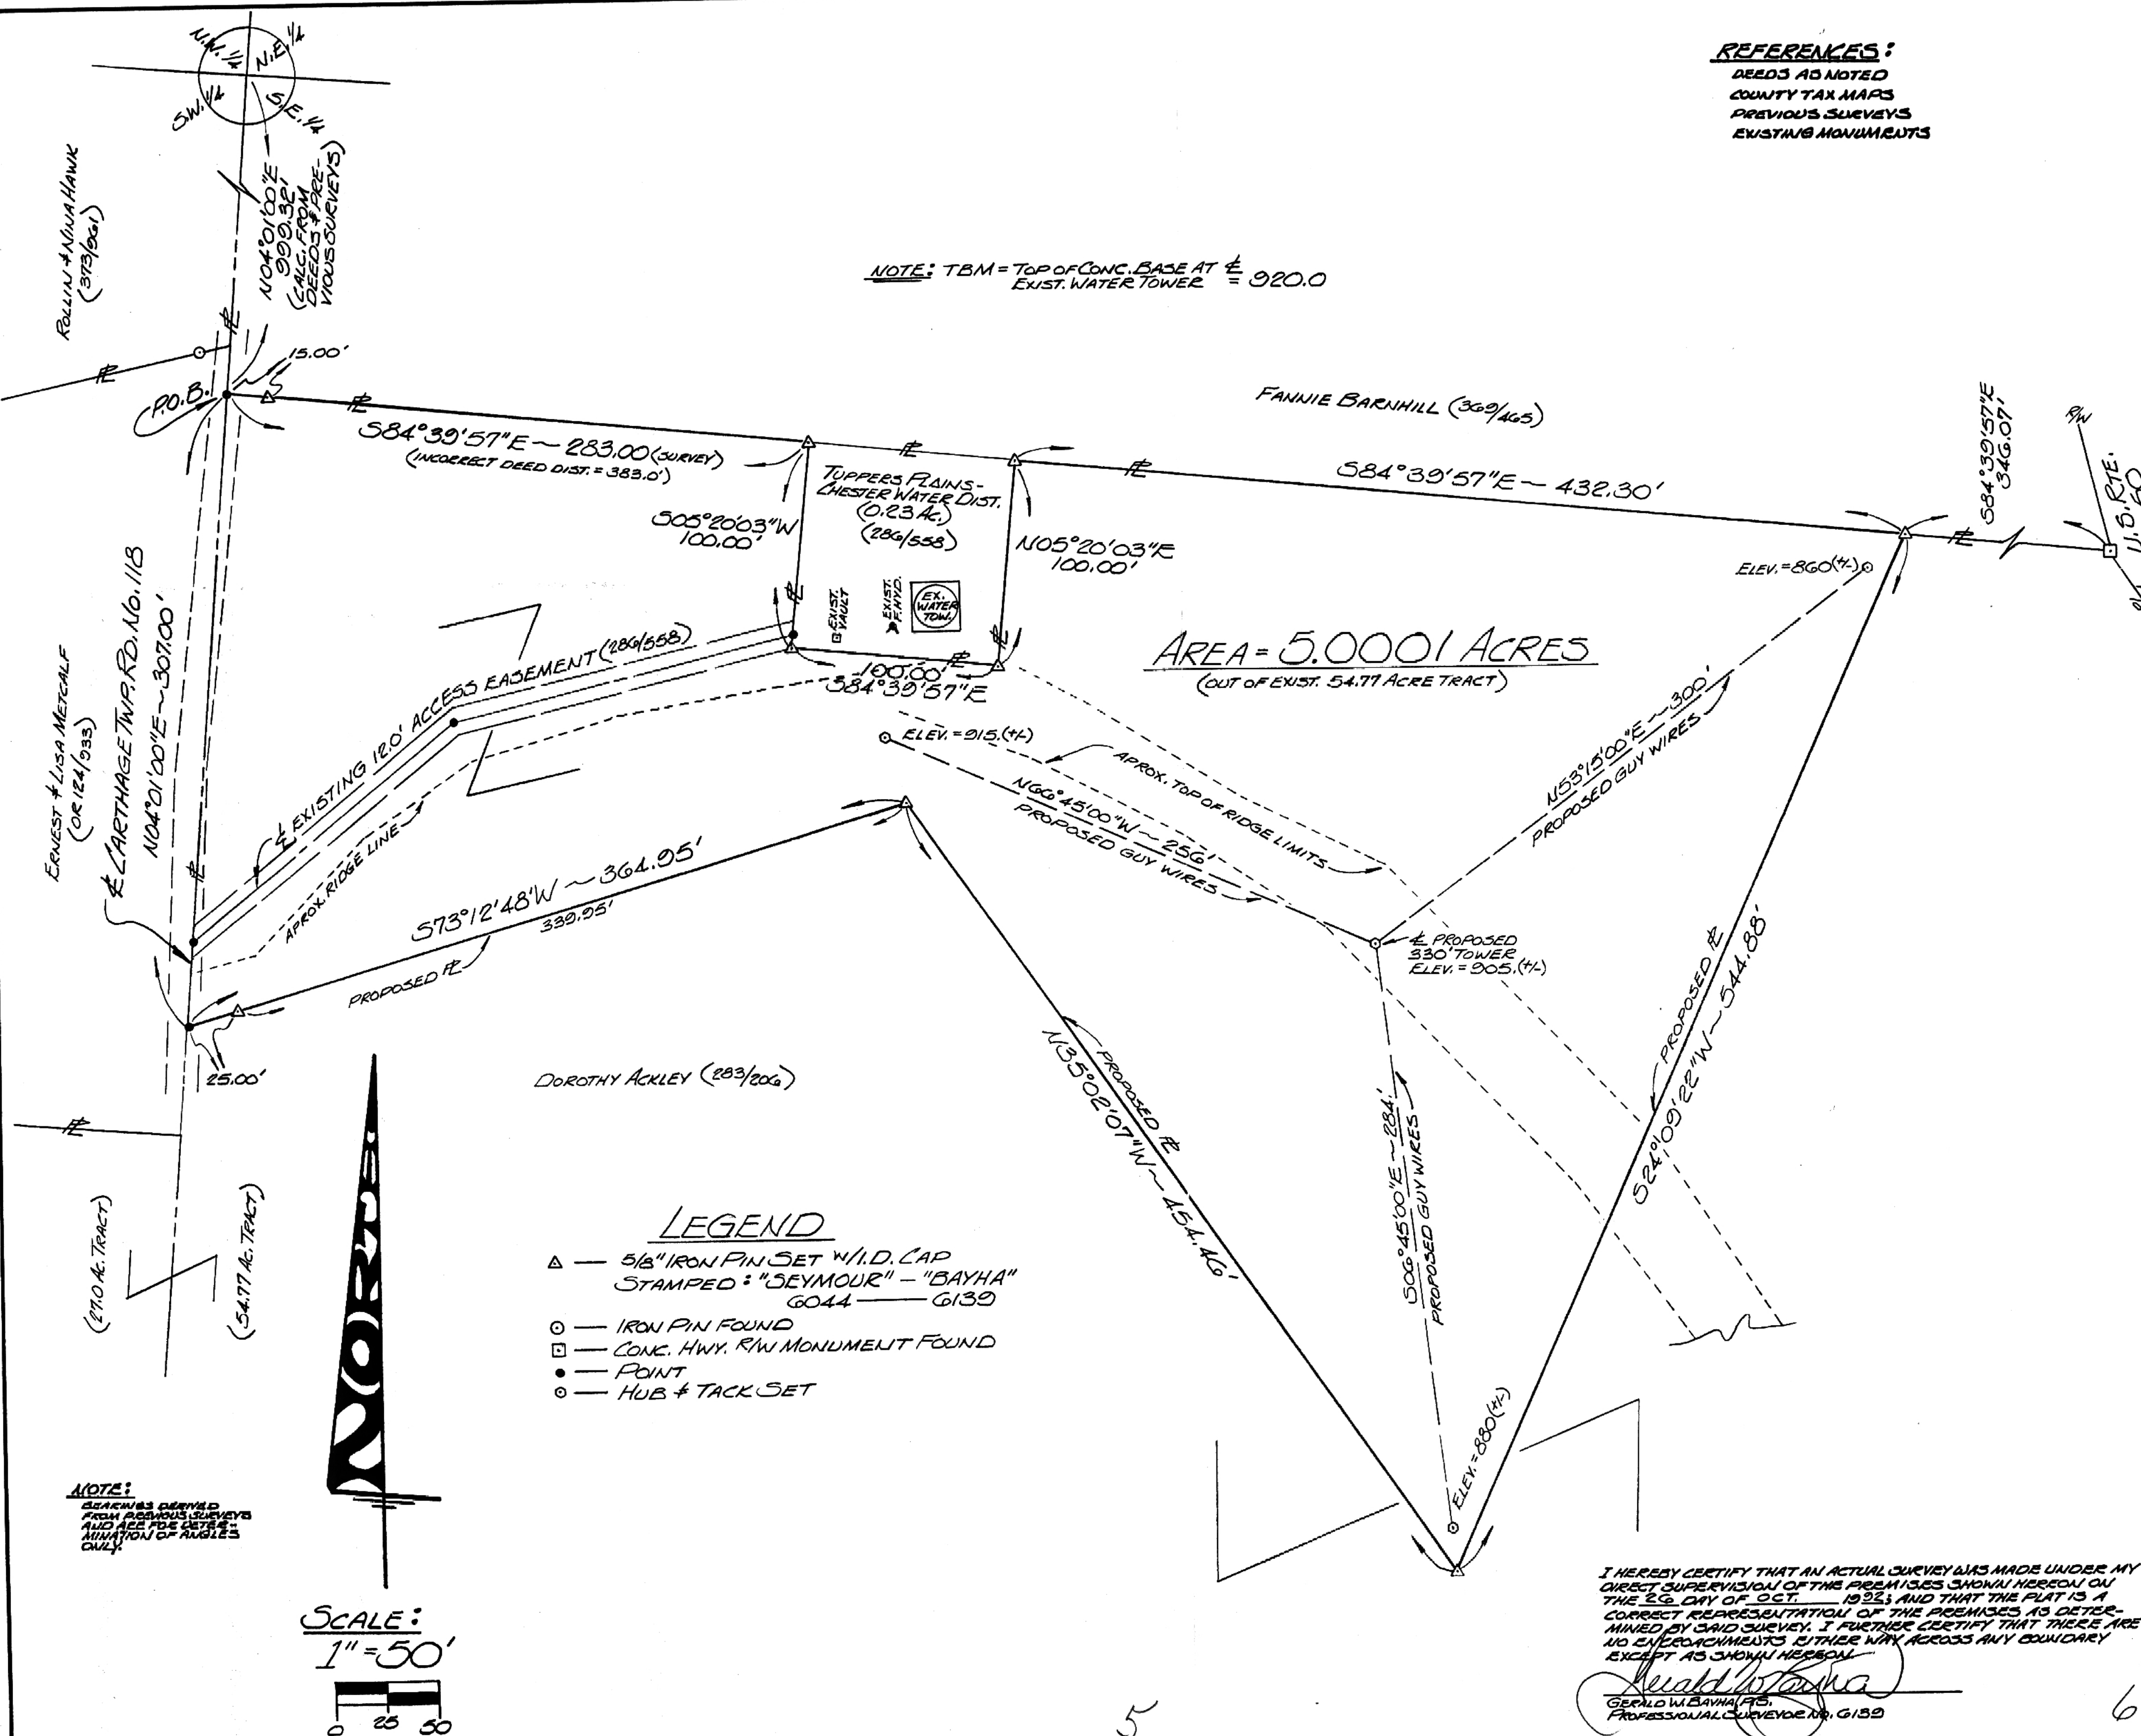 N.W. 1/4
N.E. 1/4
S.W. 1/4
S.E. 1/4
REFERENCES:
DEEDS AS NOTED
COUNTY TAX MAPS
PREVIOUS SURVEYS
EXISTING MONUMENTS
ROLLIN & NINA HAWK
(373/961)
N04°01'00"E
999.32'
(CALC. FROM
DEEDS & PRE-
VIOUS SURVEYS)
NOTE: TBM = TOP OF CONC. BASE AT ℄
EXIST. WATER TOWER = 920.0
15.00'
P.O.B.
S84°39'57"E ~ 283.00 (SURVEY)
(INCORRECT DEED DIST. = 383.0')
FANNIE BARNHILL (369/465)
S84°39'57"E ~ 432.30'
S84°39'57"E
346.07'
R/W
U.S. RTE.
TUPPERS PLAINS-
CHESTER WATER DIST.
(0.23 AC.)
(286/558)
S05°20'03"W
100.00'
N05°20'03"E
100.00'
EXIST.
VAULT
EXIST.
F.HYD.
EX.
WATER
TOW.
100.00'
S84°39'57"E
ELEV. = 860 (+/-)
AREA = 5.0001 ACRES
(OUT OF EXIST. 54.77 ACRE TRACT)
ERNEST & LISA METCALF
(OR 124/933)
℄ CARTHAGE TWP. RD. NO. 118
N04°01'00"E ~ 307.00'
℄ EXISTING 12.0' ACCESS EASEMENT (286/558)
APROX. RIDGE LINE
ELEV. = 915. (+/-)
APROX. TOP OF RIDGE LIMITS
N66°45'00"W ~ 256'
PROPOSED GUY WIRES
N53°15'00"E ~ 300'
PROPOSED GUY WIRES
S73°12'48"W ~ 364.95'
339.95'
PROPOSED ℄
℄ PROPOSED
330' TOWER
ELEV. = 905. (+/-)
25.00'
DOROTHY ACKLEY (283/206)
PROPOSED ℄
N35°02'07"W ~ 454.46'
S06°45'00"E ~ 284.'
PROPOSED GUY WIRES
PROPOSED ℄
S24°09'22"W ~ 544.88'
ELEV. = 880 (+/-)
(27.0 AC. TRACT)
(54.77 AC. TRACT)
NORTH
LEGEND
5/8" IRON PIN SET W/I.D. CAP
STAMPED: "SEYMOUR" — "BAYHA"
6044 — 6139
IRON PIN FOUND
CONC. HWY. R/W MONUMENT FOUND
POINT
HUB & TACK SET
NOTE:
BEARINGS DERIVED
FROM PREVIOUS SURVEYS
AND ARE FOR DETER-
MINATION OF ANGLES
ONLY.
SCALE:
1" = 50'
0 25 50
5
I HEREBY CERTIFY THAT AN ACTUAL SURVEY WAS MADE UNDER MY
DIRECT SUPERVISION OF THE PREMISES SHOWN HEREON ON
THE 26 DAY OF OCT. 1992; AND THAT THE PLAT IS A
CORRECT REPRESENTATION OF THE PREMISES AS DETER-
MINED BY SAID SURVEY. I FURTHER CERTIFY THAT THERE ARE
NO ENCROACHMENTS EITHER WAY ACROSS ANY BOUNDARY
EXCEPT AS SHOWN HEREON.
Gerald W Bayha
GERALD W. BAYHA, P.S.
PROFESSIONAL SURVEYOR NO. 6139
6